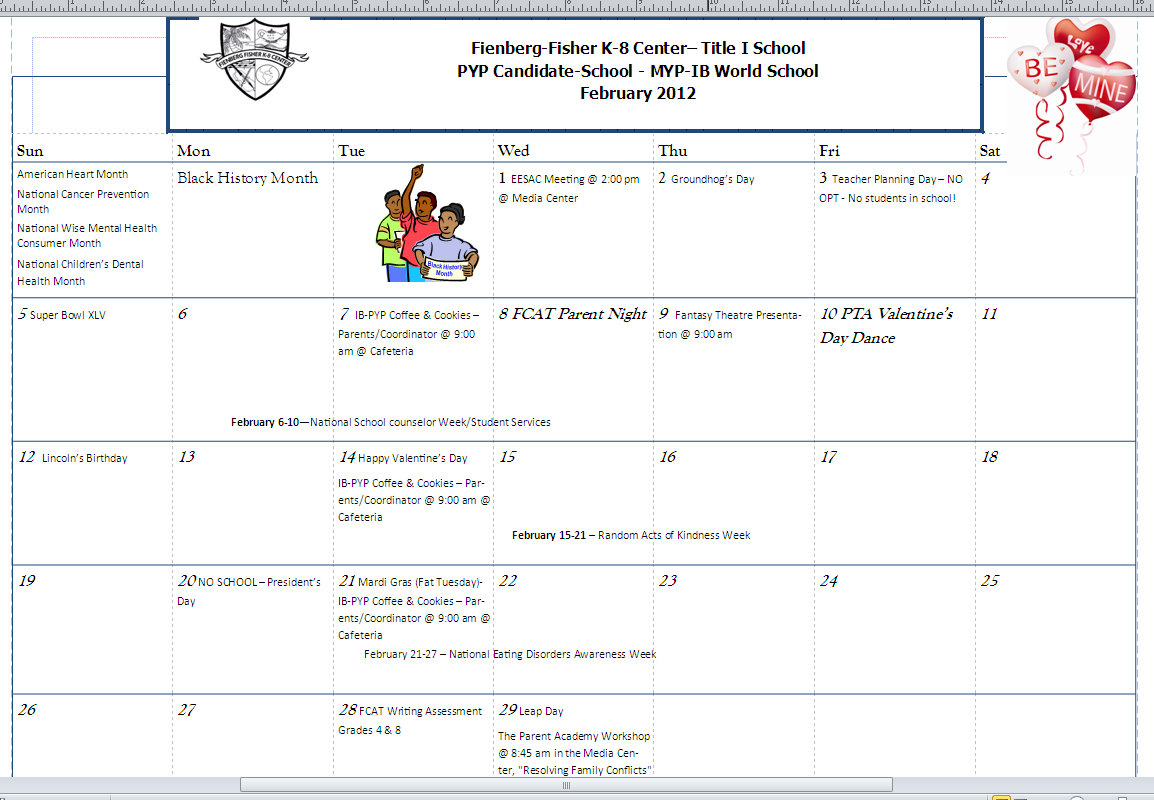 FIENBERG FISHER K-8 CENTER
Fienberg-Fisher K-8 Center– Title I School
PYP Candidate-School - MYP-IB World School
February 2012
Love
BE
MINE
Sun Mon Tue Wed Thu Fri Sat
American Heart Month
National Cancer Prevention
Month
National Wise Mental Health
Consumer Month
National Children's Dental
Health Month
Black History Month
Black History
Month
1 EESAC Meeting @ 2:00 pm
@ Media Center
2 Groundhog's Day
3 Teacher Planning Day – NO
OPT - No students in school!
4
5 Super Bowl XLV
6
7 IB-PYP Coffee & Cookies –
Parents/Coordinator @ 9:00
am @ Cafeteria
8 FCAT Parent Night
9 Fantasy Theatre Presenta-
tion @ 9:00 am
10 PTA Valentine's
Day Dance
11
February 6-10—National School counselor Week/Student Services
12 Lincoln's Birthday
13
14 Happy Valentine's Day
IB-PYP Coffee & Cookies – Par-
ents/Coordinator @ 9:00 am @
Cafeteria
15
16
17
18
February 15-21 – Random Acts of Kindness Week
19
20 NO SCHOOL – President's
Day
21 Mardi Gras (Fat Tuesday)-
IB-PYP Coffee & Cookies – Par-
ents/Coordinator @ 9:00 am @
Cafeteria
22
23
24
25
February 21-27 – National Eating Disorders Awareness Week
26
27
28 FCAT Writing Assessment
Grades 4 & 8
29 Leap Day
The Parent Academy Workshop
@ 8:45 am in the Media Cen-
ter, "Resolving Family Conflicts"